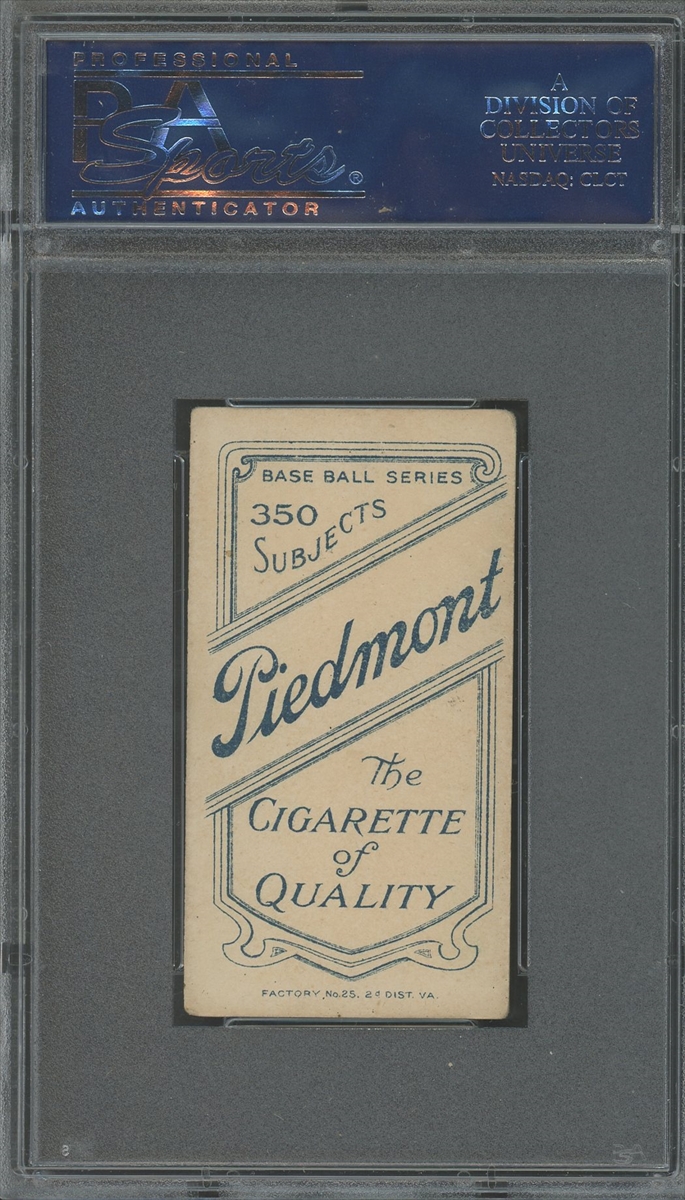 PROFESSIONAL
PSA
Sports®
AUTHENTICATOR
A
DIVISION OF
COLLECTORS
UNIVERSE
NASDAQ: CLCT
BASE BALL SERIES
350
SUBJECTS
Piedmont
The
CIGARETTE
of
QUALITY
FACTORY No.25. 2d DIST. VA.